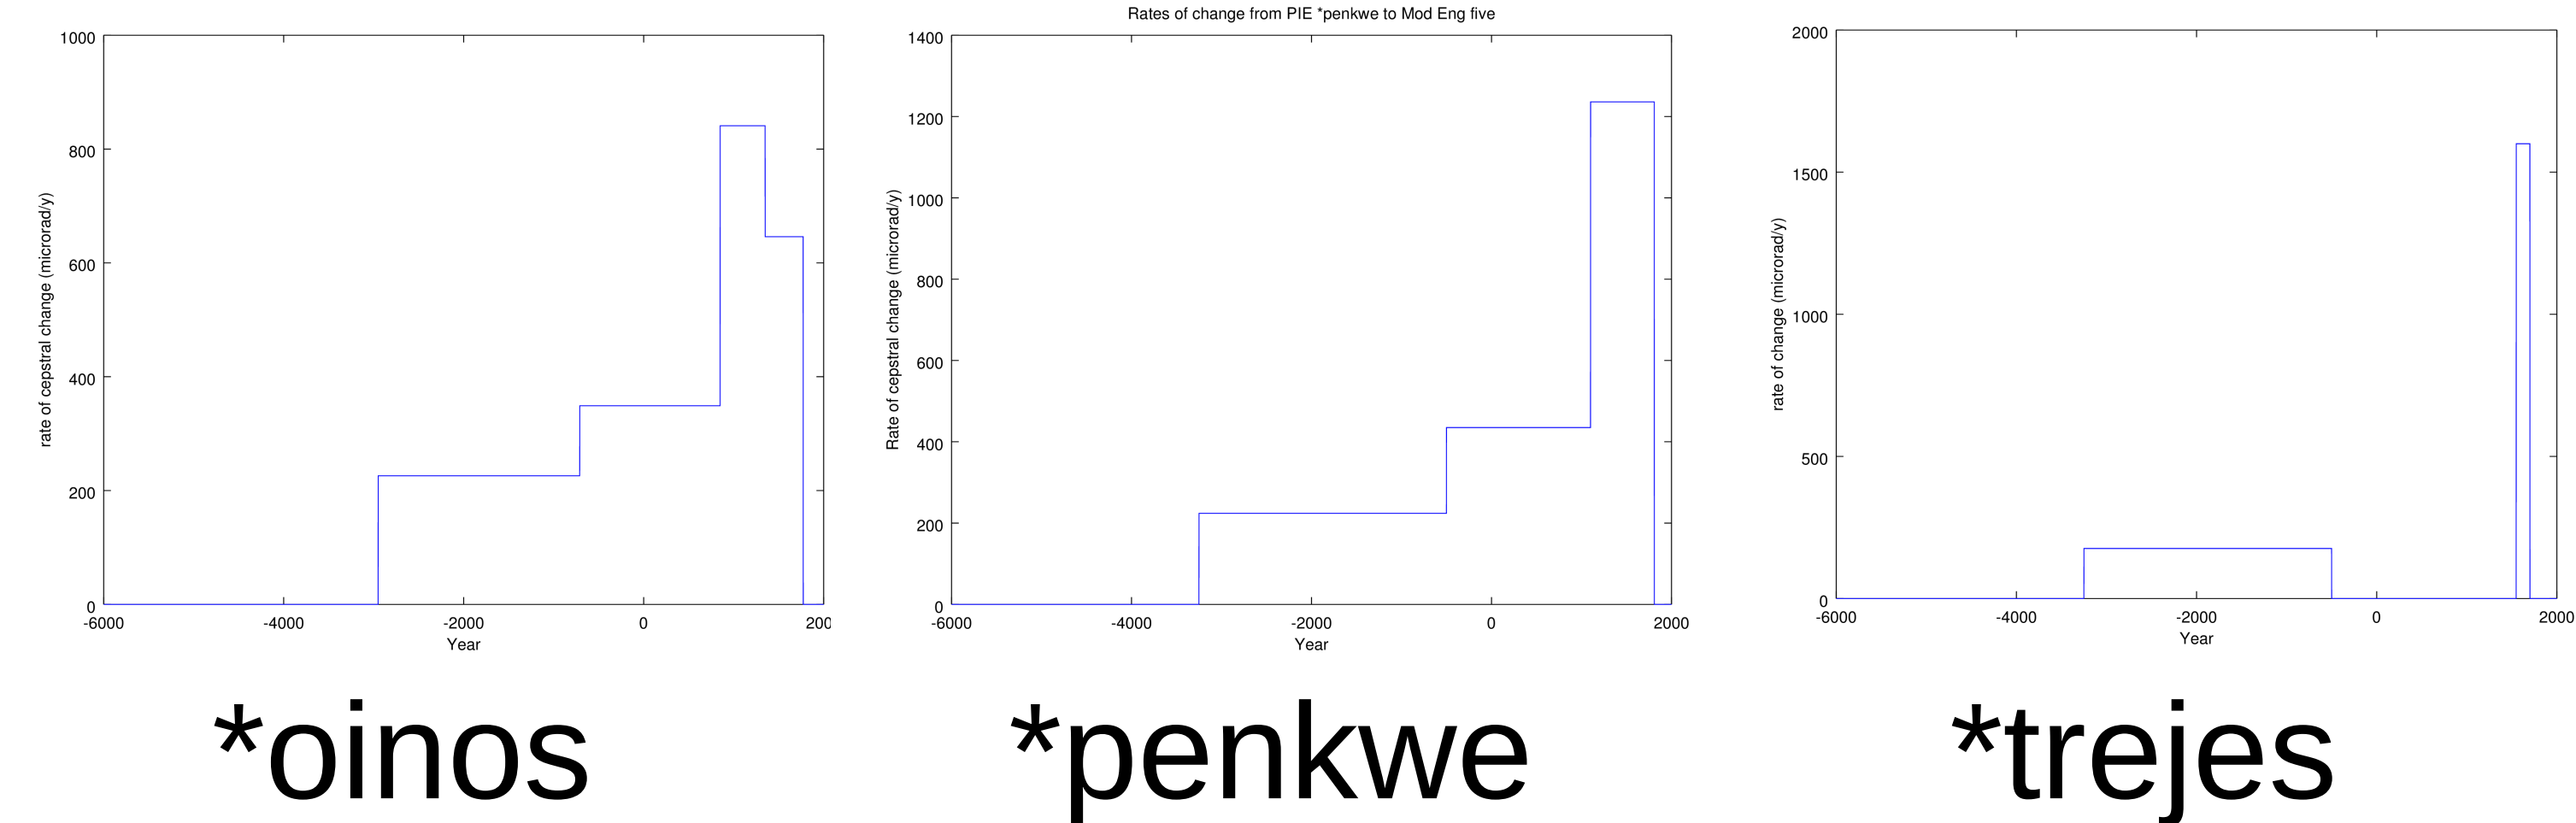 Rates of change from PIE *penkwe to Mod Eng five
1000
800
600
400
200
0
rate of cepstral change (microrad/y)
-6000 -4000 -2000 0 200
Year
1400
1200
1000
800
600
400
200
0
Rate of cepstral change (microrad/y)
-6000 -4000 -2000 0 2000
Year
2000
1500
1000
500
0
rate of change (microrad/y)
-6000 -4000 -2000 0 2000
Year
*oinos
*penkwe
*trejes